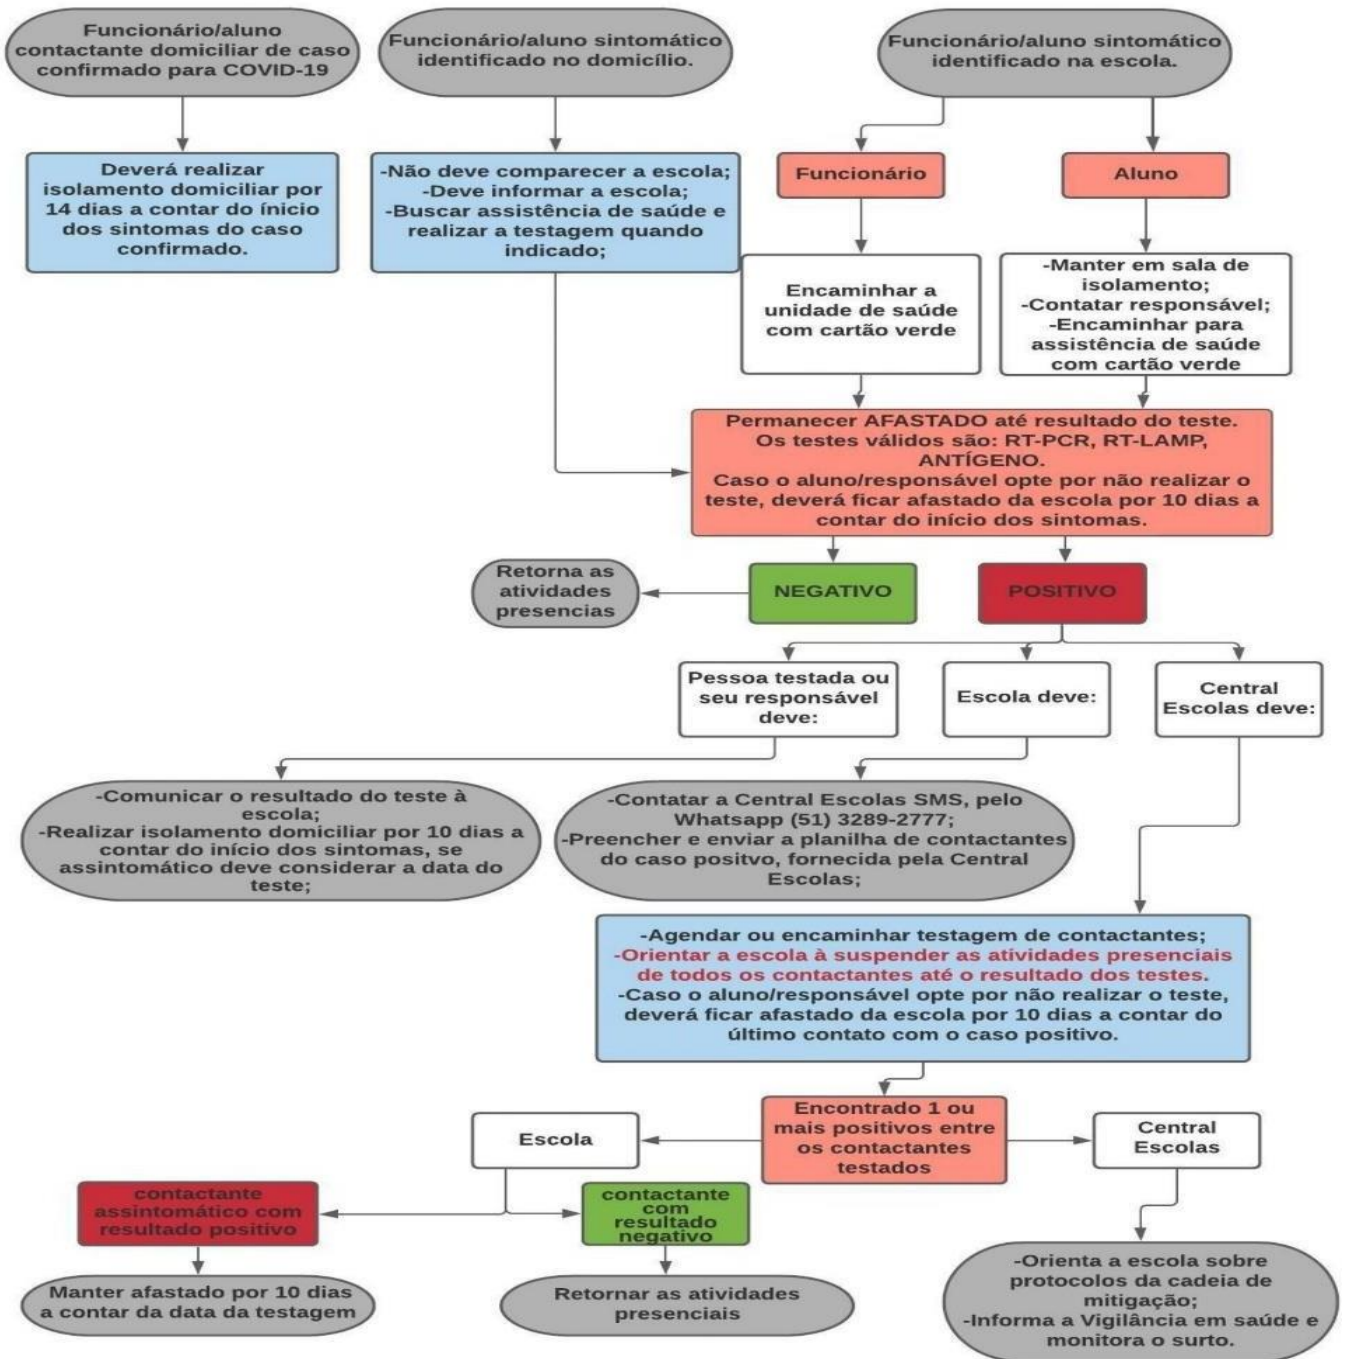 Funcionário/aluno
contactante domiciliar de caso
confirmado para COVID-19
Funcionário/aluno sintomático
identificado no domicílio.
Funcionário/aluno sintomático
identificado na escola.
Deverá realizar
isolamento domiciliar por
14 dias a contar do ínicio
dos sintomas do caso
confirmado.
-Não deve comparecer a escola;
-Deve informar a escola;
-Buscar assistência de saúde e
realizar a testagem quando
indicado;
Funcionário
Aluno
Encaminhar a
unidade de saúde
com cartão verde
-Manter em sala de
isolamento;
-Contatar responsável;
-Encaminhar para
assistência de saúde
com cartão verde
Permanecer AFASTADO até resultado do teste.
Os testes válidos são: RT-PCR, RT-LAMP,
ANTÍGENO.
Caso o aluno/responsável opte por não realizar o
teste, deverá ficar afastado da escola por 10 dias a
contar do início dos sintomas.
Retorna as
atividades
presencias
NEGATIVO
POSITIVO
Pessoa testada ou
seu responsável
deve:
Escola deve:
Central
Escolas deve:
-Comunicar o resultado do teste à
escola;
-Realizar isolamento domiciliar por 10 dias a
contar do início dos sintomas, se
assintomático deve considerar a data do
teste;
-Contatar a Central Escolas SMS, pelo
Whatsapp (51) 3289-2777;
-Preencher e enviar a planilha de contactantes
do caso positvo, fornecida pela Central
Escolas;
-Agendar ou encaminhar testagem de contactantes;
-Orientar a escola à suspender as atividades presenciais
de todos os contactantes até o resultado dos testes.
-Caso o aluno/responsável opte por não realizar o teste,
deverá ficar afastado da escola por 10 dias a contar do
último contato com o caso positivo.
Escola
Encontrado 1 ou
mais positivos entre
os contactantes
testados
Central
Escolas
contactante
assintomático com
resultado positivo
contactante
com
resultado
negativo
Manter afastado por 10 dias
a contar da data da testagem
Retornar as atividades
presenciais
-Orienta a escola sobre
protocolos da cadeia de
mitigação;
-Informa a Vigilância em saúde e
monitora o surto.